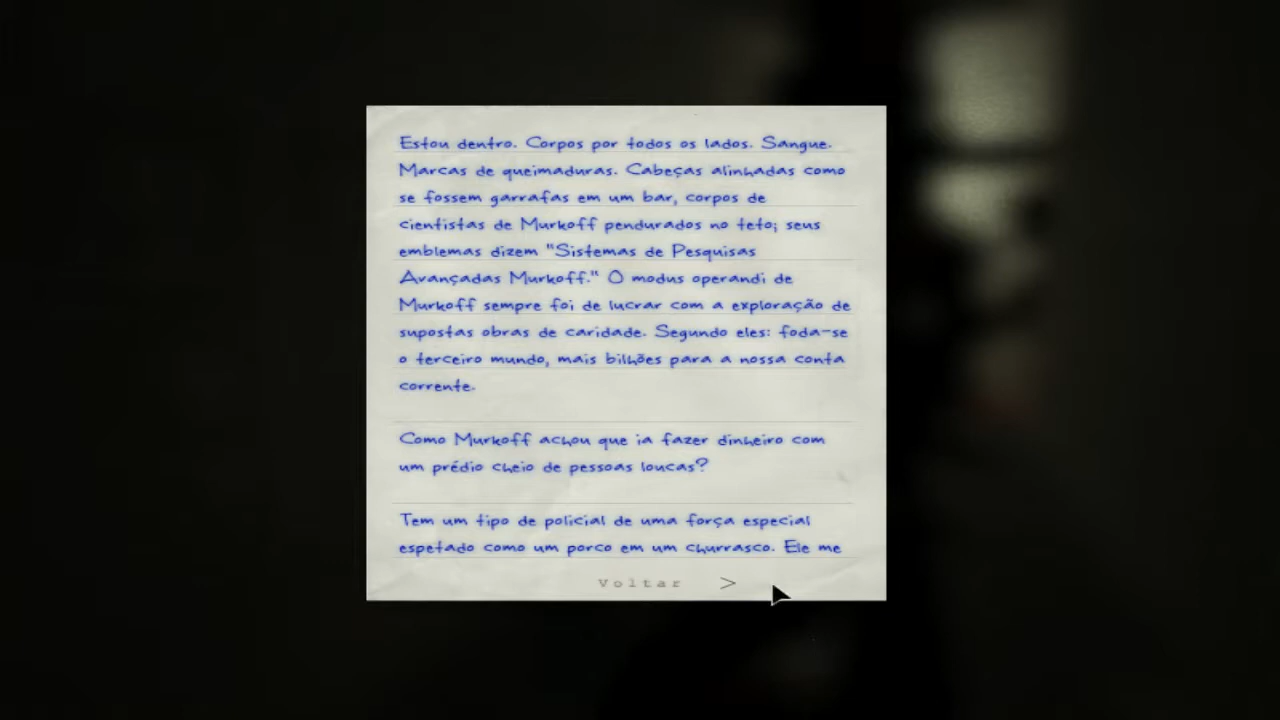 Estou dentro. Corpos por todos os lados. Sangue.
Marcas de queimaduras. Cabeças alinhadas como
se fossem garrafas em um bar, corpos de
cientistas de Murkoff pendurados no teto; seus
emblemas dizem "Sistemas de Pesquisas
Avançadas Murkoff." O modus operandi de
Murkoff sempre foi de lucrar com a exploração de
supostas obras de caridade. Segundo eles: foda-se
o terceiro mundo, mais bilhões para a nossa conta
corrente.
Como Murkoff achou que ia fazer dinheiro com
um prédio cheio de pessoas loucas?
Tem um tipo de policial de uma força especial
espetado como um porco em um churrasco. Ele me
Voltar >